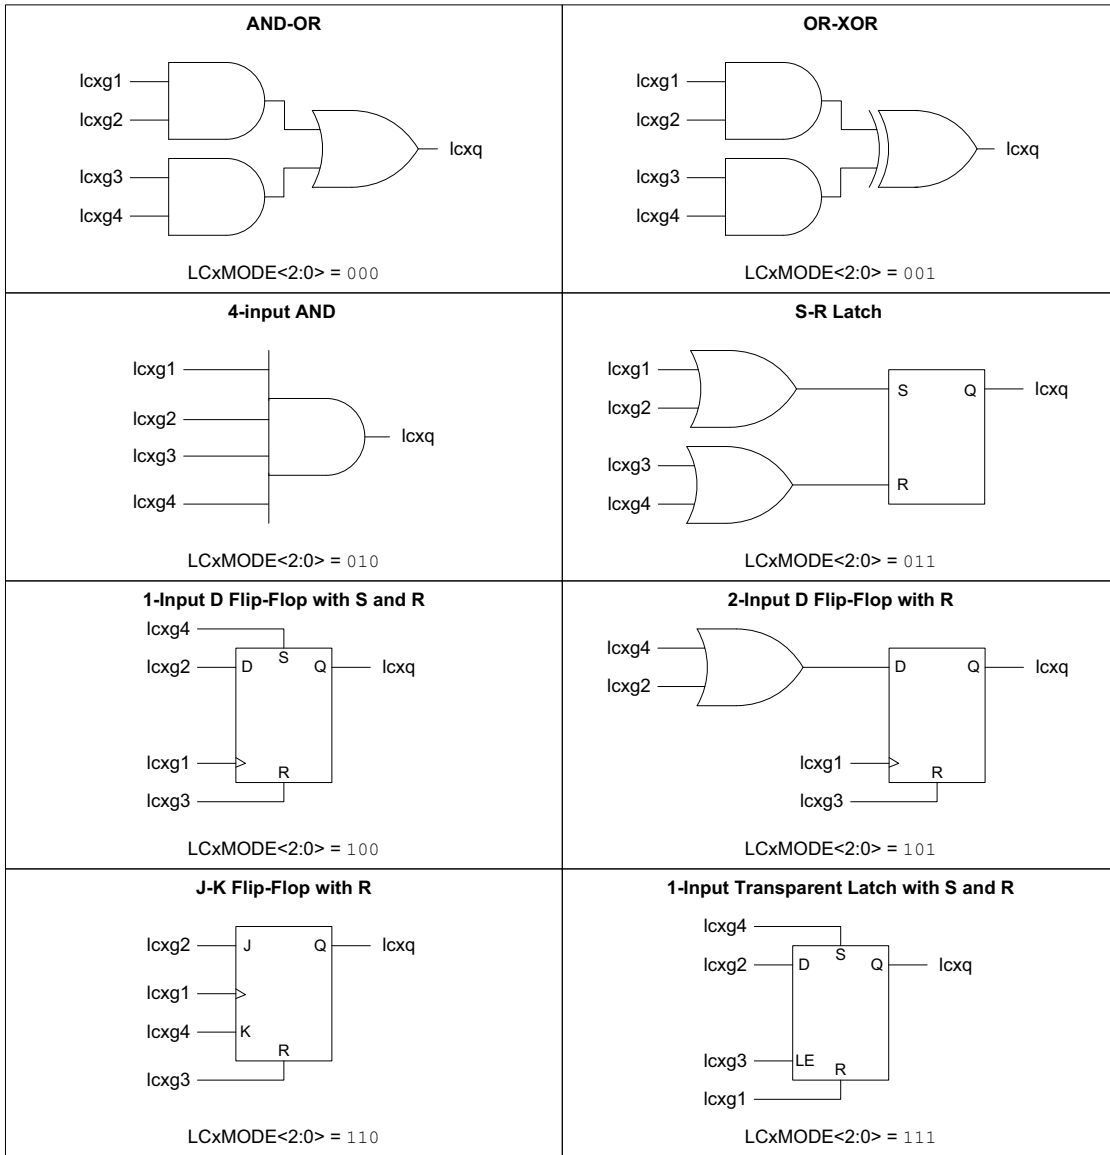 AND-OR
lcxg1
lcxg2
lcxg3
lcxg4
lcxq
LCxMODE<2:0> = 000
OR-XOR
lcxg1
lcxg2
lcxg3
lcxg4
lcxq
LCxMODE<2:0> = 001
4-input AND
lcxg1
lcxg2
lcxg3
lcxg4
lcxq
LCxMODE<2:0> = 010
S-R Latch
lcxg1
lcxg2
lcxg3
lcxg4
S
Q
lcxq
R
LCxMODE<2:0> = 011
1-Input D Flip-Flop with S and R
lcxg4
S
lcxg2
D
Q
lcxq
lcxg1
R
lcxg3
LCxMODE<2:0> = 100
2-Input D Flip-Flop with R
lcxg4
lcxg2
D
Q
lcxq
lcxg1
R
lcxg3
LCxMODE<2:0> = 101
J-K Flip-Flop with R
lcxg2
J
Q
lcxq
lcxg1
lcxg4
K
R
lcxg3
LCxMODE<2:0> = 110
1-Input Transparent Latch with S and R
lcxg4
S
lcxg2
D
Q
lcxq
lcxg3
LE
R
lcxg1
LCxMODE<2:0> = 111